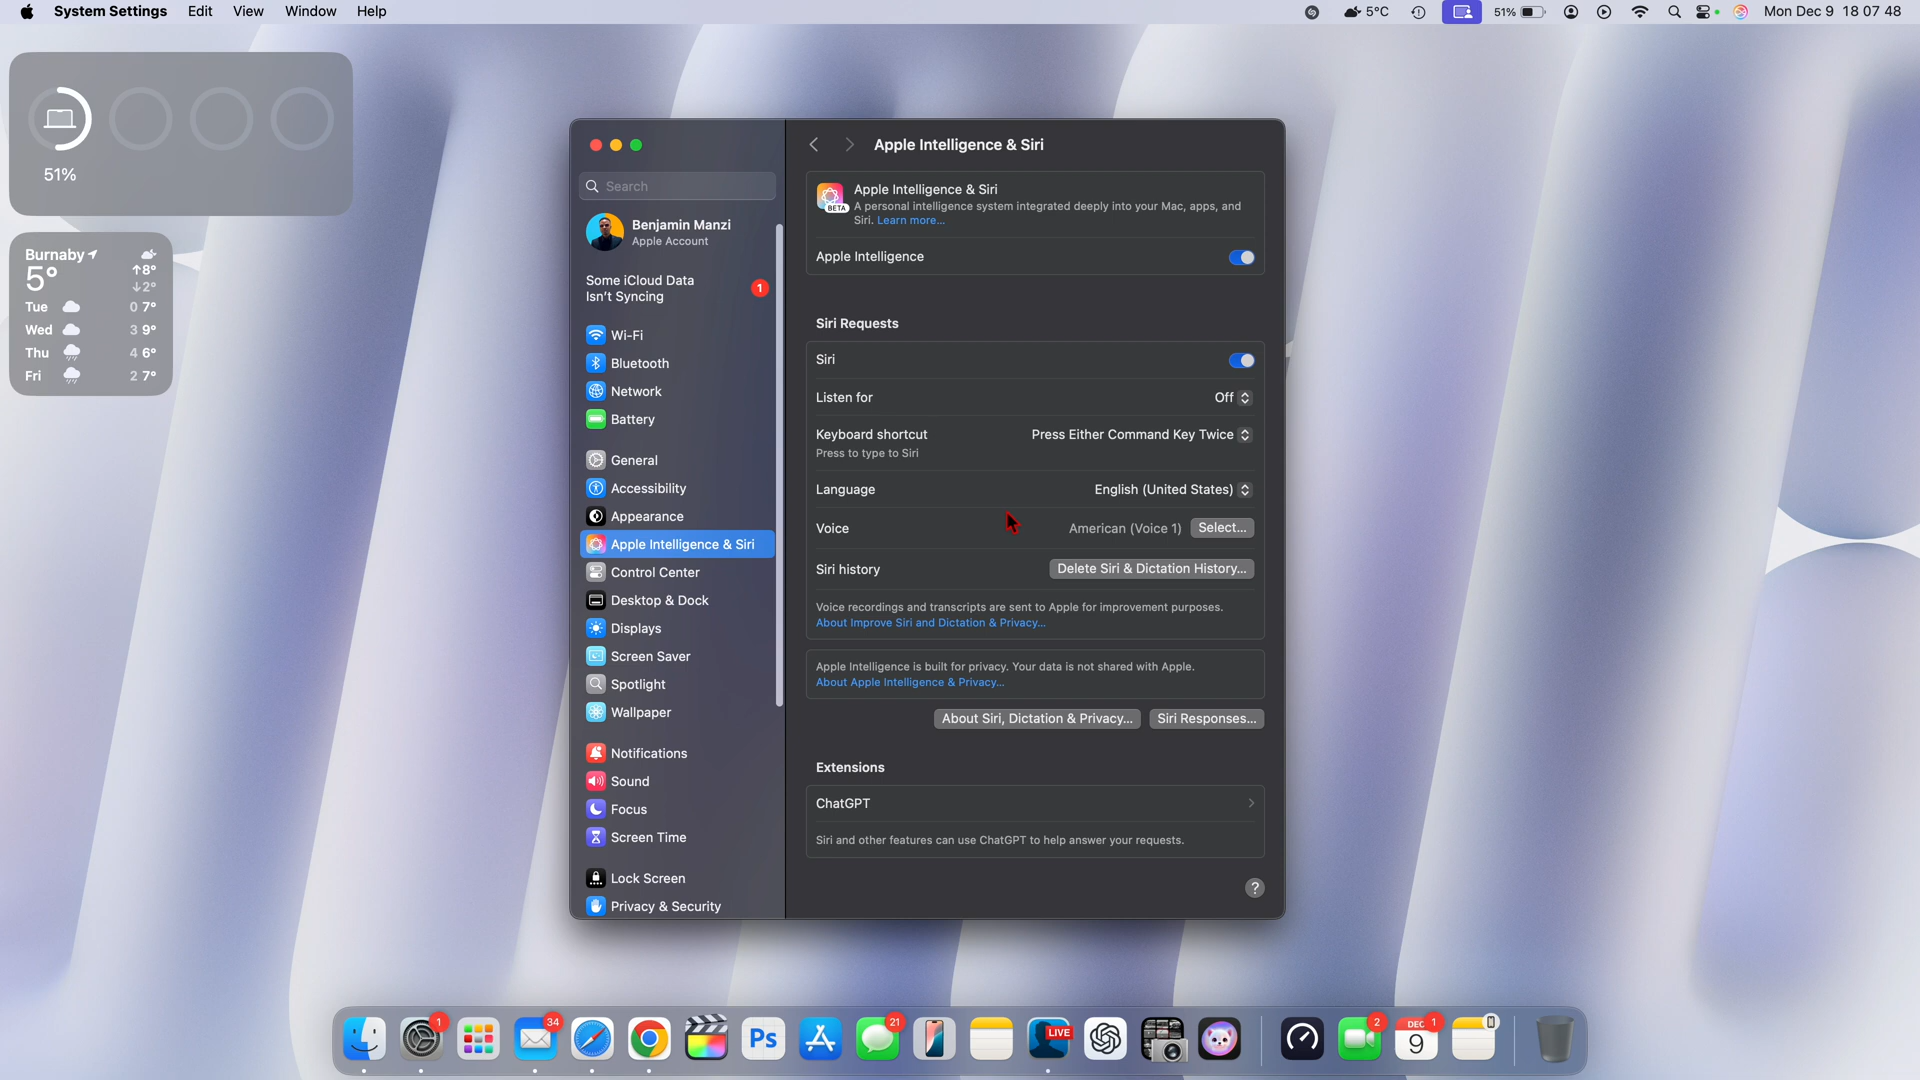 System Settings Edit View Window Help
5°C 51% Mon Dec 9 18 07 48
51%
Burnaby
5° ↑8°
↓2°
Tue 0 7°
Wed 3 9°
Thu 4 6°
Fri 2 7°
Search
Benjamin Manzi
Apple Account
Some iCloud Data
Isn't Syncing
1
Wi-Fi
Bluetooth
Network
Battery
General
Accessibility
Appearance
Apple Intelligence & Siri
Control Center
Desktop & Dock
Displays
Screen Saver
Spotlight
Wallpaper
Notifications
Sound
Focus
Screen Time
Lock Screen
Privacy & Security
Apple Intelligence & Siri
BETA
Apple Intelligence & Siri
A personal intelligence system integrated deeply into your Mac, apps, and
Siri. Learn more...
Apple Intelligence
Siri Requests
Siri
Listen for Off
Keyboard shortcut Press Either Command Key Twice
Press to type to Siri
Language English (United States)
Voice American (Voice 1) Select...
Siri history Delete Siri & Dictation History...
Voice recordings and transcripts are sent to Apple for improvement purposes.
About Improve Siri and Dictation & Privacy...
Apple Intelligence is built for privacy. Your data is not shared with Apple.
About Apple Intelligence & Privacy...
About Siri, Dictation & Privacy... Siri Responses...
Extensions
ChatGPT
Siri and other features can use ChatGPT to help answer your requests.
?
1 34 Ps 21 LIVE 2 DEC 1
9